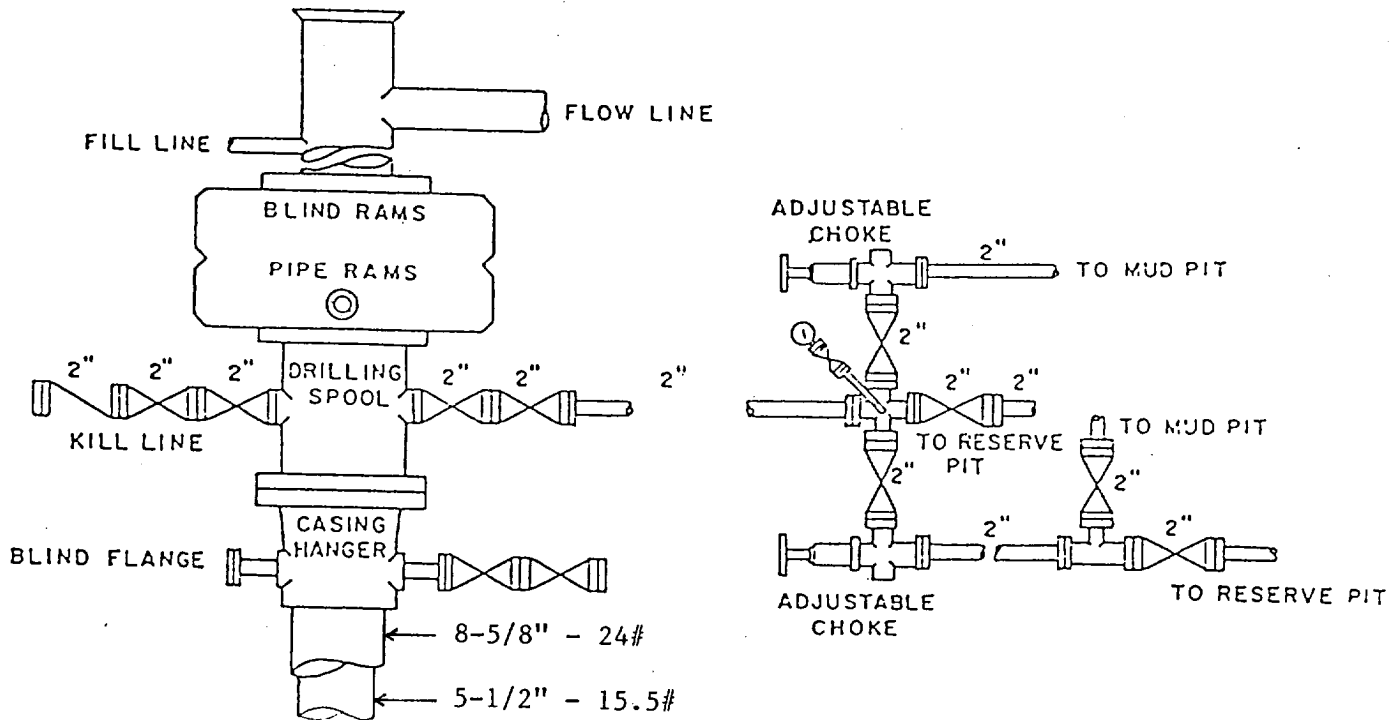 FLOW LINE
FILL LINE
BLIND RAMS
PIPE RAMS
2" 2" 2"
DRILLING
SPOOL
2" 2"
2"
KILL LINE
CASING
HANGER
BLIND FLANGE
8-5/8" - 24#
5-1/2" - 15.5#
ADJUSTABLE
CHOKE
2"
TO MUD PIT
2"
2" 2"
TO RESERVE
PIT
TO MUD PIT
2"
2"
2"
2"
ADJUSTABLE
CHOKE
TO RESERVE PIT